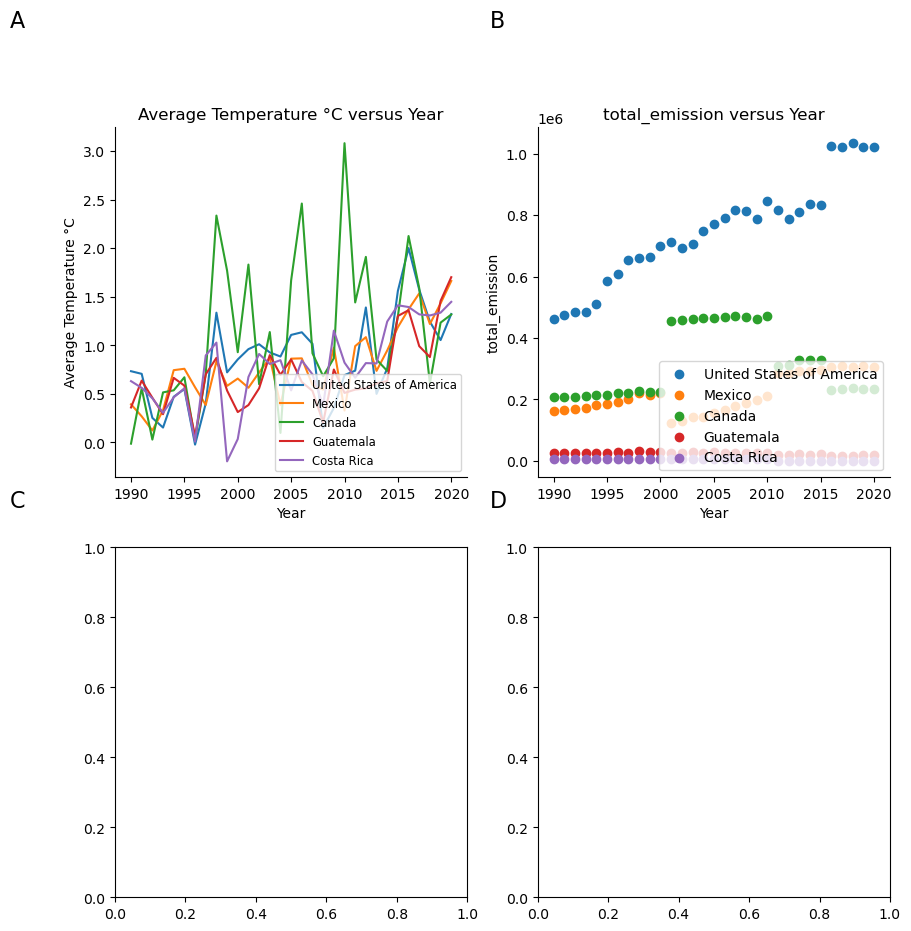 A
B
Average Temperature °C versus Year
total_emission versus Year
1e6
Average Temperature °C
3.0
2.5
2.0
1.5
1.0
0.5
0.0
United States of America
Mexico
Canada
Guatemala
Costa Rica
1990 1995 2000 2005 2010 2015 2020
Year
total_emission
1.0
0.8
0.6
0.4
0.2
0.0
United States of America
Mexico
Canada
Guatemala
Costa Rica
1990 1995 2000 2005 2010 2015 2020
Year
C
D
1.0
0.8
0.6
0.4
0.2
0.0
0.0 0.2 0.4 0.6 0.8 1.0
1.0
0.8
0.6
0.4
0.2
0.0
0.0 0.2 0.4 0.6 0.8 1.0